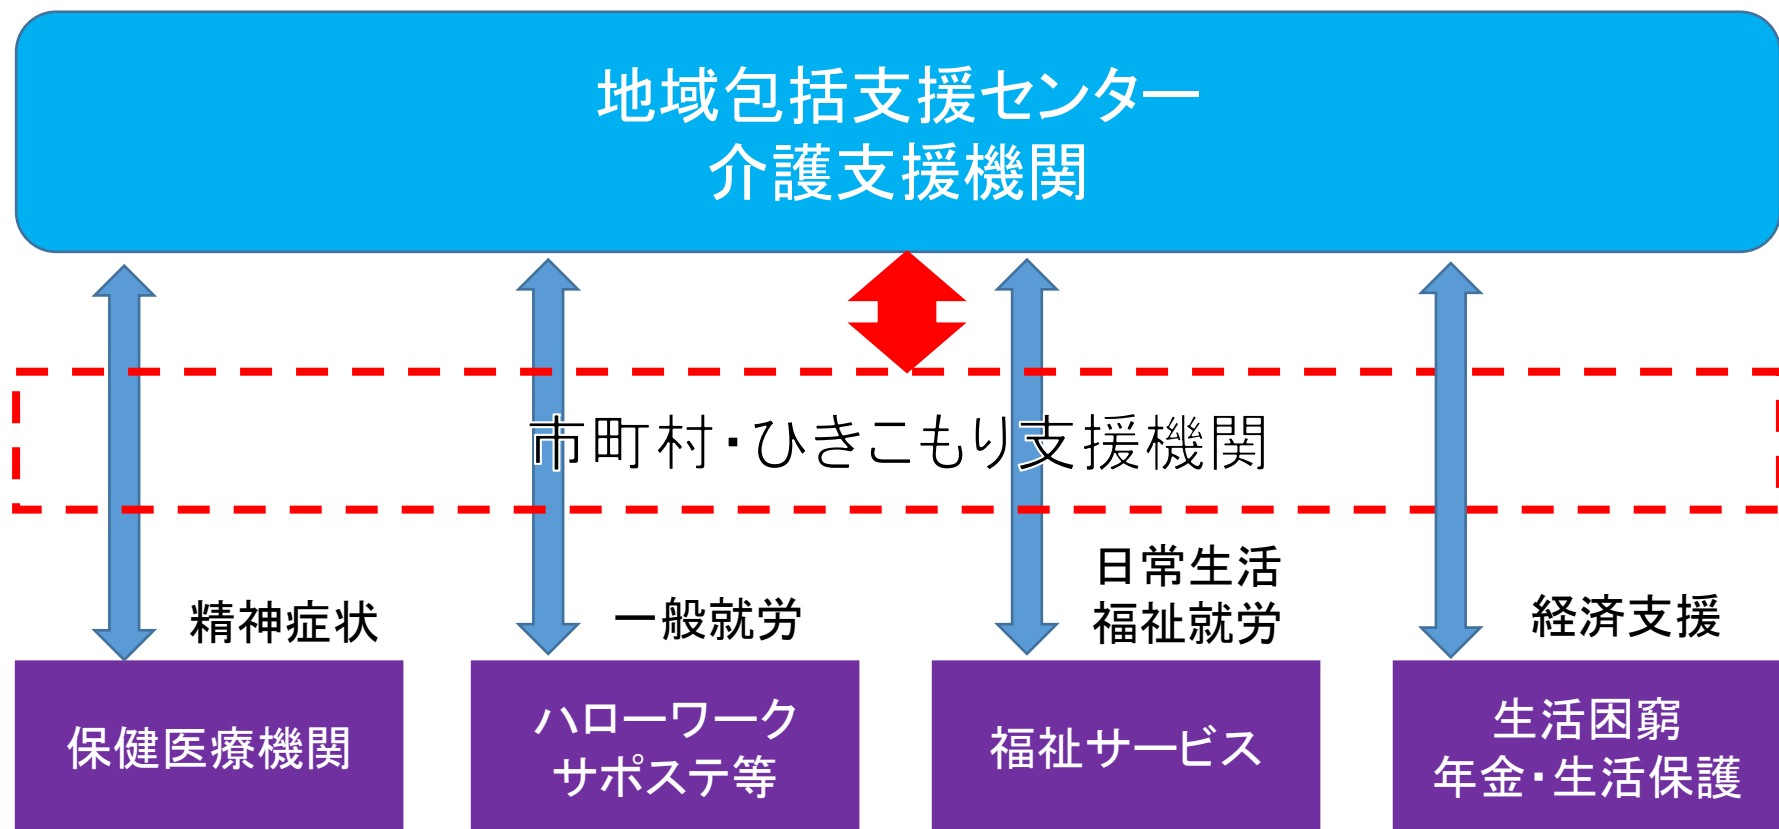 地域包括支援センター
介護支援機関
市町村・ひきこもり支援機関
精神症状
一般就労
日常生活
福祉就労
経済支援
保健医療機関
ハローワーク
サポステ等
福祉サービス
生活困窮
年金・生活保護